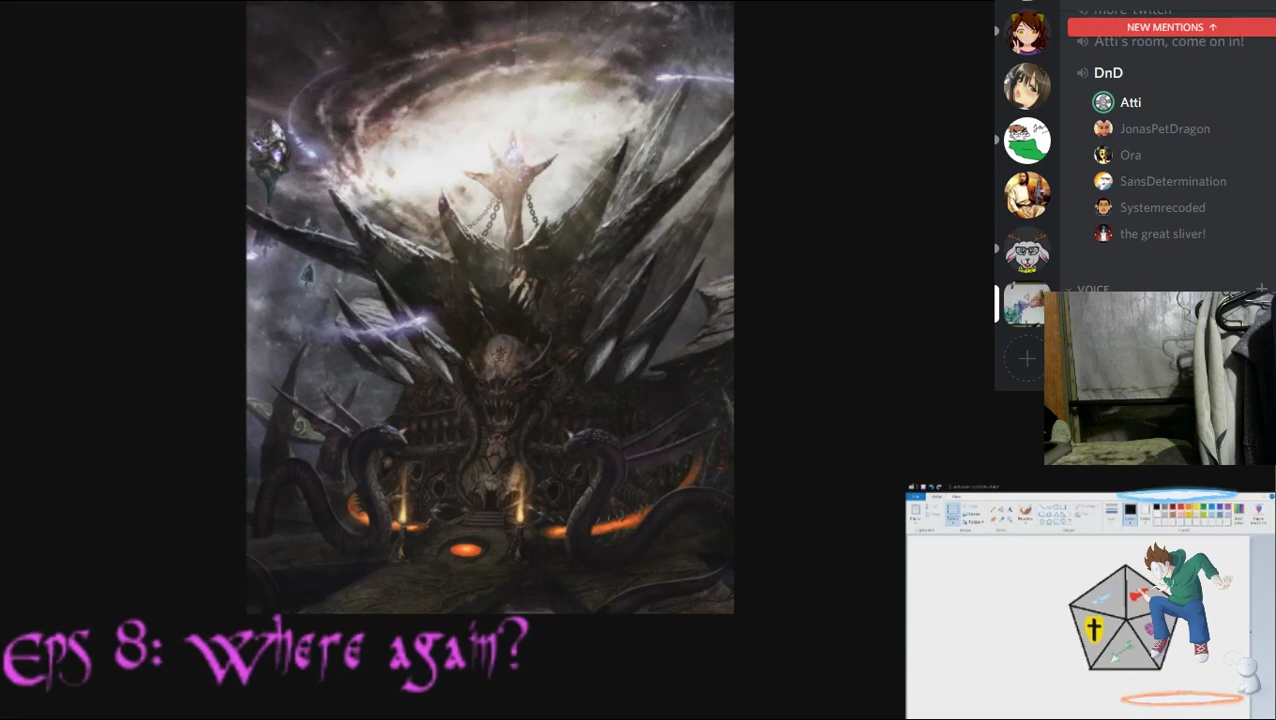 more twitch
NEW MENTIONS ↑
Atti's room, come on in!
DnD
Atti
JonasPetDragon
Ora
SansDetermination
Systemrecoded
the great sliver!
VOICE
Eps 8: Where again?